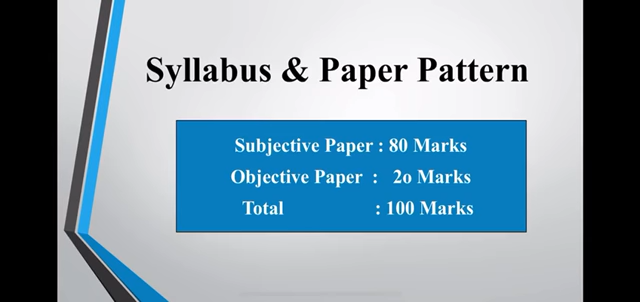 Syllabus & Paper Pattern
Subjective Paper : 80 Marks
Objective Paper : 2o Marks
Total : 100 Marks